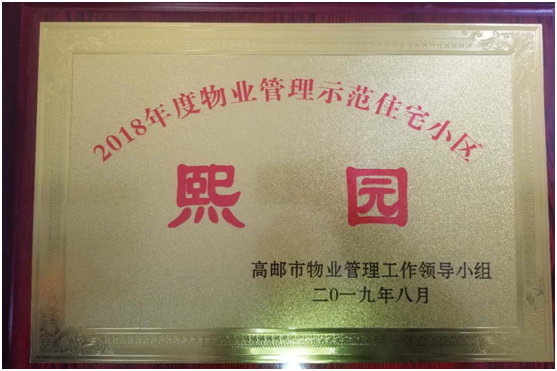 2018年度物业管理示范住宅小区
熙园
高邮市物业管理工作领导小组
二0一九年八月